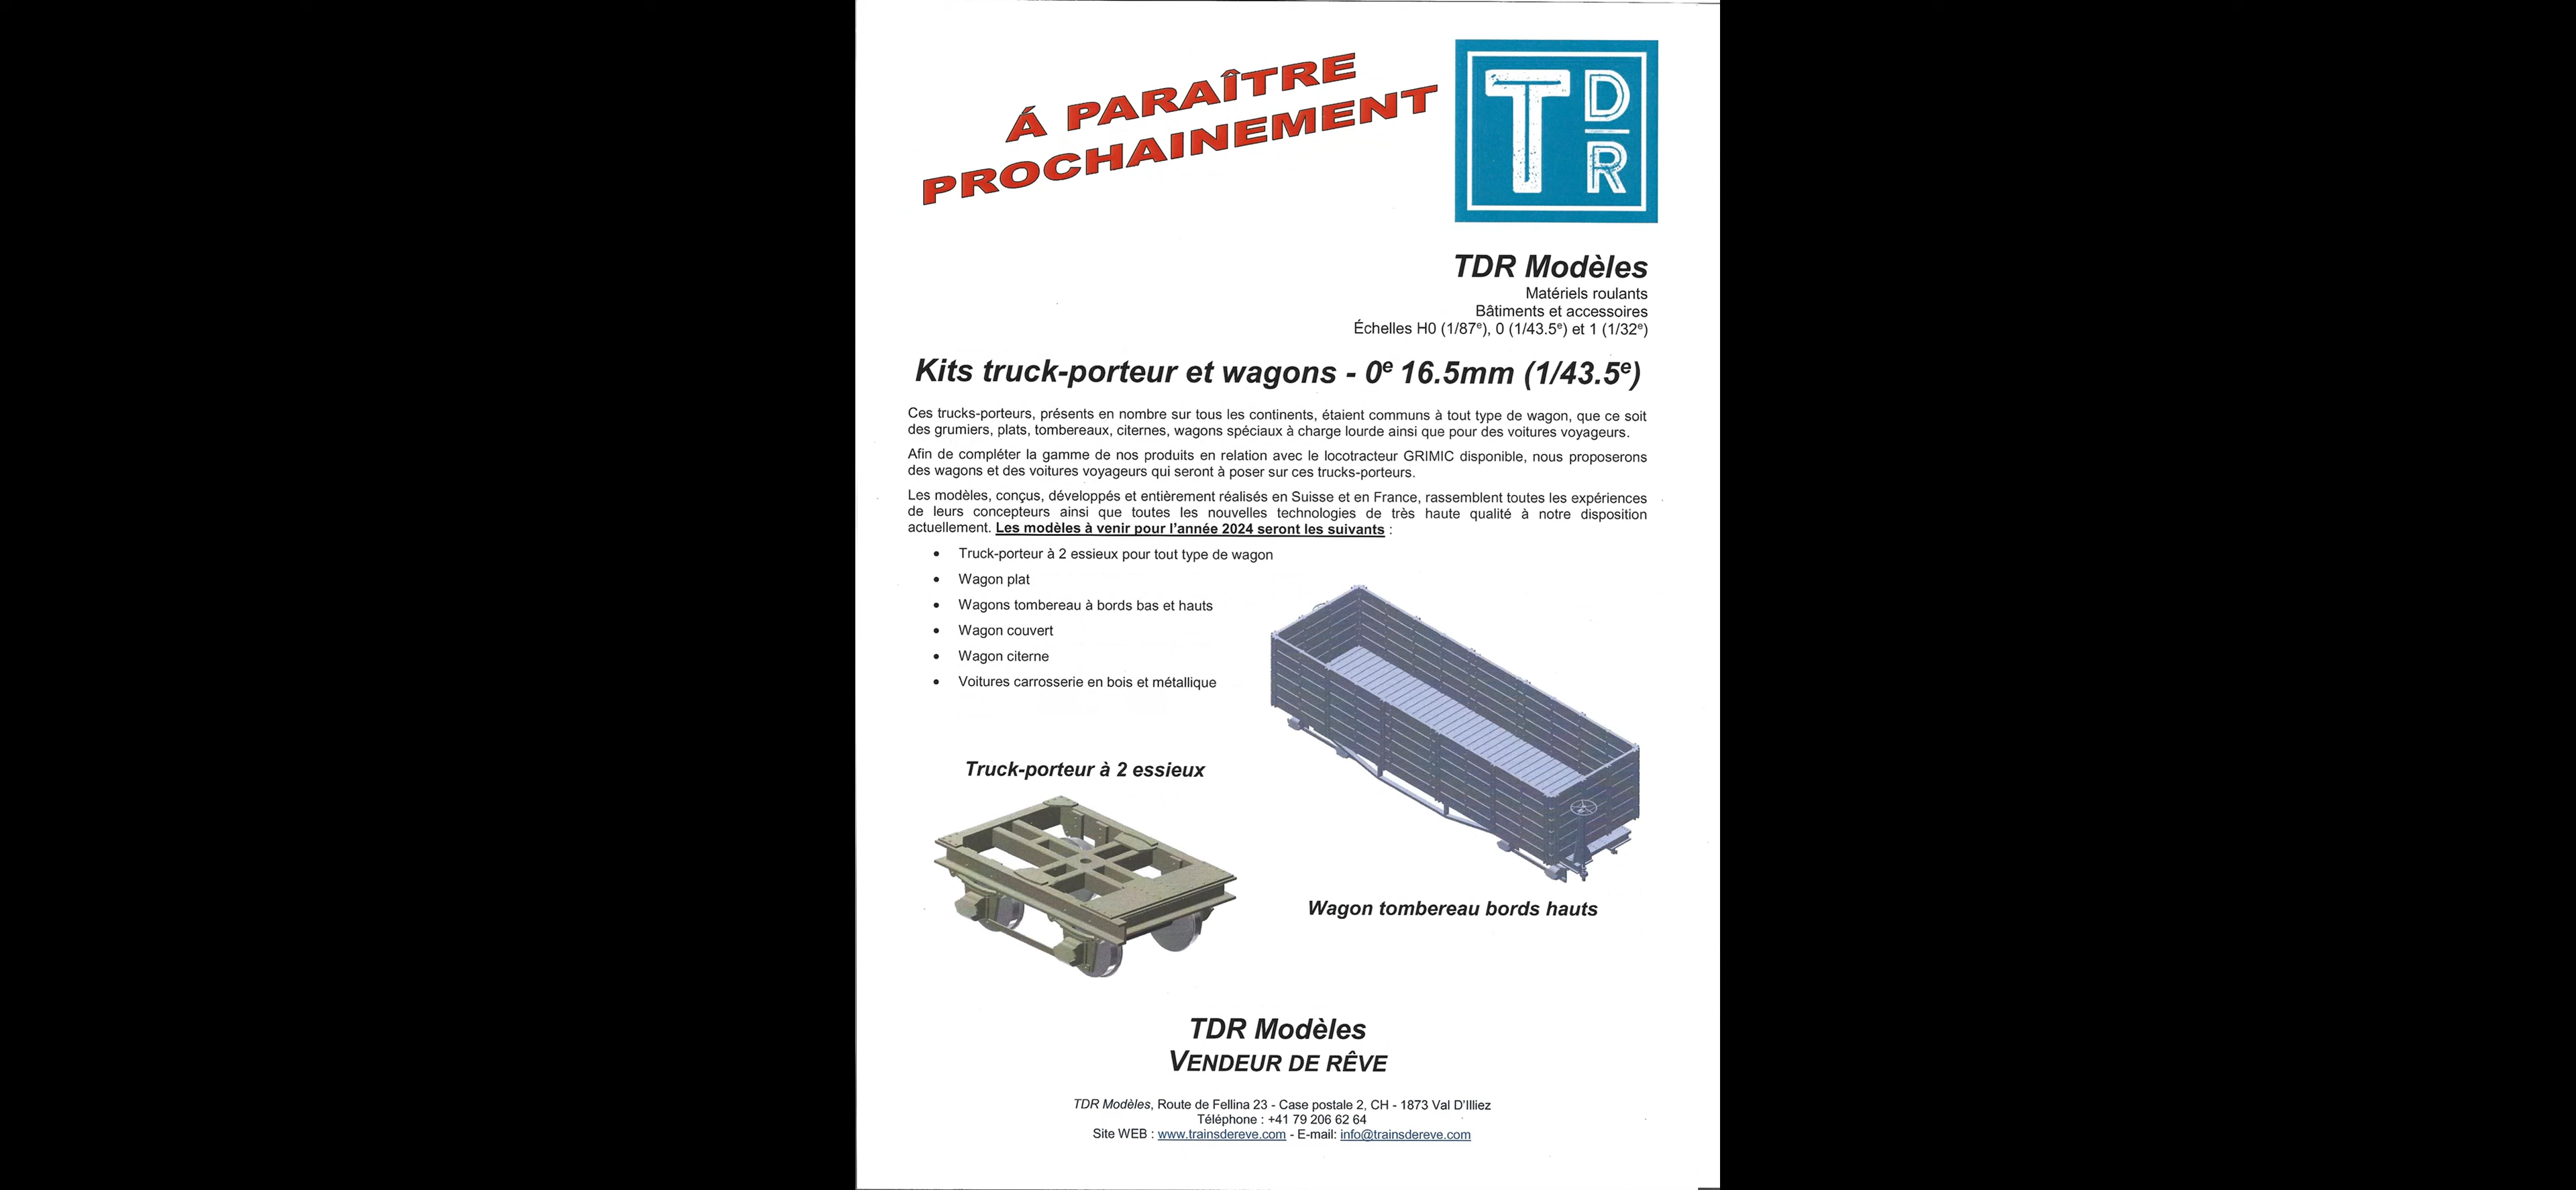 Á PARAÎTRE
PROCHAINEMENT
T D R
TDR Modèles
Matériels roulants
Bâtiments et accessoires
Échelles H0 (1/87e), 0 (1/43.5e) et 1 (1/32e)
Kits truck-porteur et wagons - 0e 16.5mm (1/43.5e)
Ces trucks-porteurs, présents en nombre sur tous les continents, étaient communs à tout type de wagon, que ce soit
des grumiers, plats, tombereaux, citernes, wagons spéciaux à charge lourde ainsi que pour des voitures voyageurs.
Afin de compléter la gamme de nos produits en relation avec le locotracteur GRIMIC disponible, nous proposerons
des wagons et des voitures voyageurs qui seront à poser sur ces trucks-porteurs.
Les modèles, conçus, développés et entièrement réalisés en Suisse et en France, rassemblent toutes les expériences
de leurs concepteurs ainsi que toutes les nouvelles technologies de très haute qualité à notre disposition
actuellement. Les modèles à venir pour l'année 2024 seront les suivants :
• Truck-porteur à 2 essieux pour tout type de wagon
• Wagon plat
• Wagons tombereau à bords bas et hauts
• Wagon couvert
• Wagon citerne
• Voitures carrosserie en bois et métallique
Truck-porteur à 2 essieux
Wagon tombereau bords hauts
TDR Modèles
VENDEUR DE RÊVE
TDR Modèles, Route de Fellina 23 - Case postale 2, CH - 1873 Val D'Illiez
Téléphone : +41 79 206 62 64
Site WEB : www.trainsdereve.com - E-mail: info@trainsdereve.com